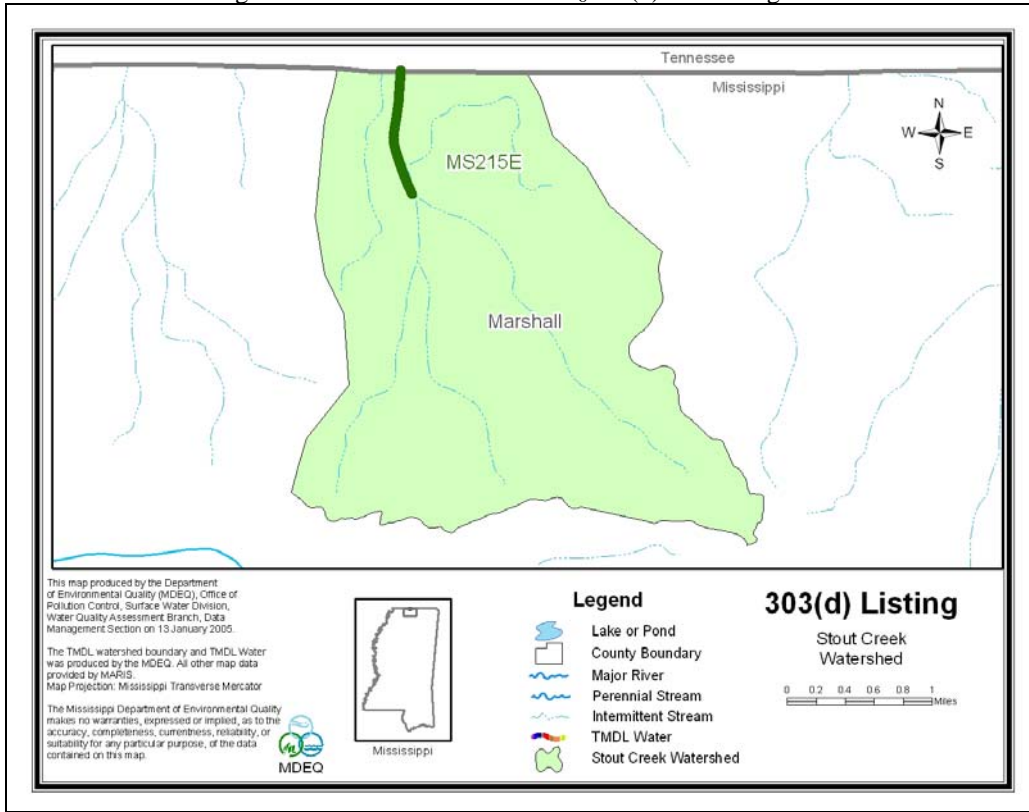 Tennessee
Mississippi
N
W E
S
MS215E
Marshall
This map produced by the Department
of Environmental Quality (MDEQ), Office of
Pollution Control, Surface Water Division,
Water Quality Assessment Branch, Data
Management Section on 13 January 2005.
The TMDL watershed boundary and TMDL Water
was produced by the MDEQ. All other map data
provided by MARIS.
Map Projection: Mississippi Transverse Mercator
The Mississippi Department of Environmental Quality
makes no warranties, expressed or implied, as to the
accuracy, completeness, currentness, reliability, or
suitability for any particular purpose, of the data
contained on this map.
MDEQ
Mississippi
Legend
Lake or Pond
County Boundary
Major River
Perennial Stream
Intermittent Stream
TMDL Water
Stout Creek Watershed
303(d) Listing
Stout Creek
Watershed
0 0.2 0.4 0.6 0.8 1
Miles